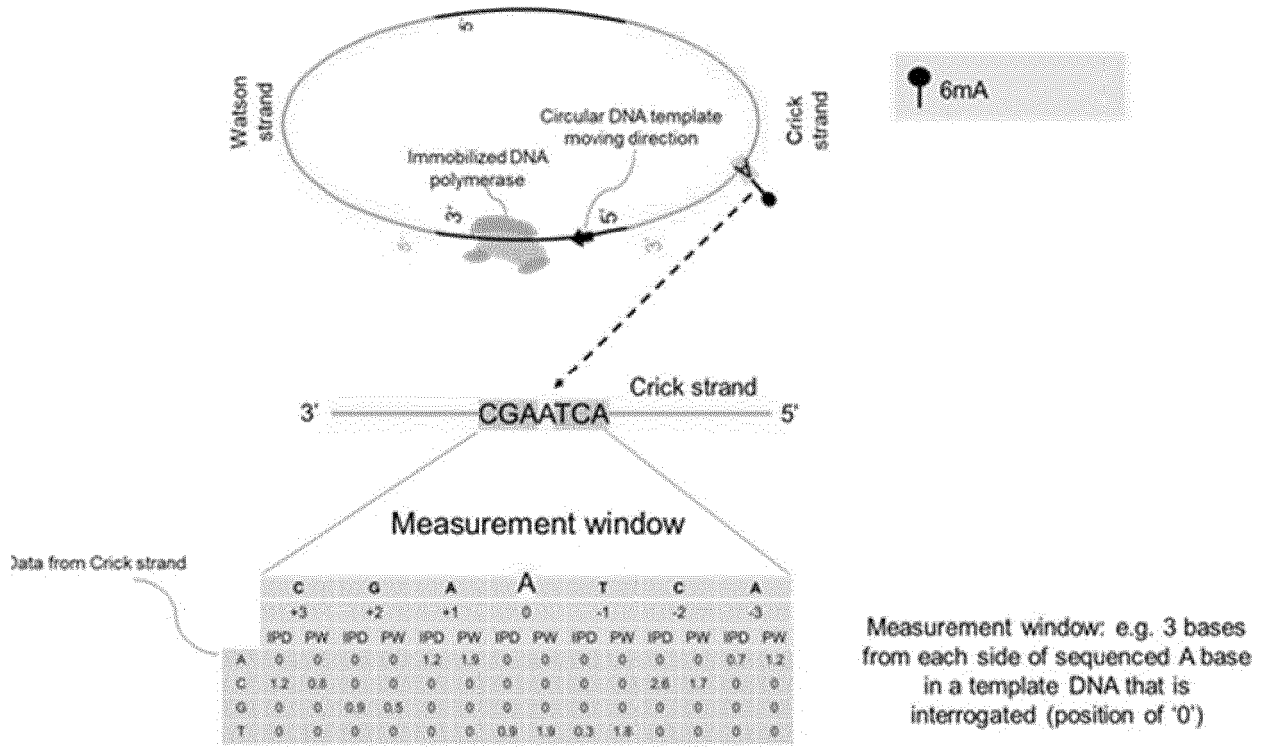 5'
Watson
strand
Circular DNA template
moving direction
Immobilized DNA
polymerase
Crick
strand
6mA
A
3'
5'
5'
3'
Crick strand
3'
CGAATCA
5'
Measurement window
Data from Crick strand
C G A A T C A
+3 +2 +1 0 -1 -2 -3
IPD PW IPD PW IPD PW IPD PW IPD PW IPD PW IPD PW
A 0 0 0 0 1.2 1.9 0 0 0 0 0 0 0.7 1.2
C 1.2 0.8 0 0 0 0 0 0 0 0 2.6 1.7 0 0
G 0 0 0.9 0.5 0 0 0 0 0 0 0 0 0 0
T 0 0 0 0 0 0 0.9 1.9 0.3 1.8 0 0 0 0
Measurement window: e.g. 3 bases
from each side of sequenced A base
in a template DNA that is
interrogated (position of '0')